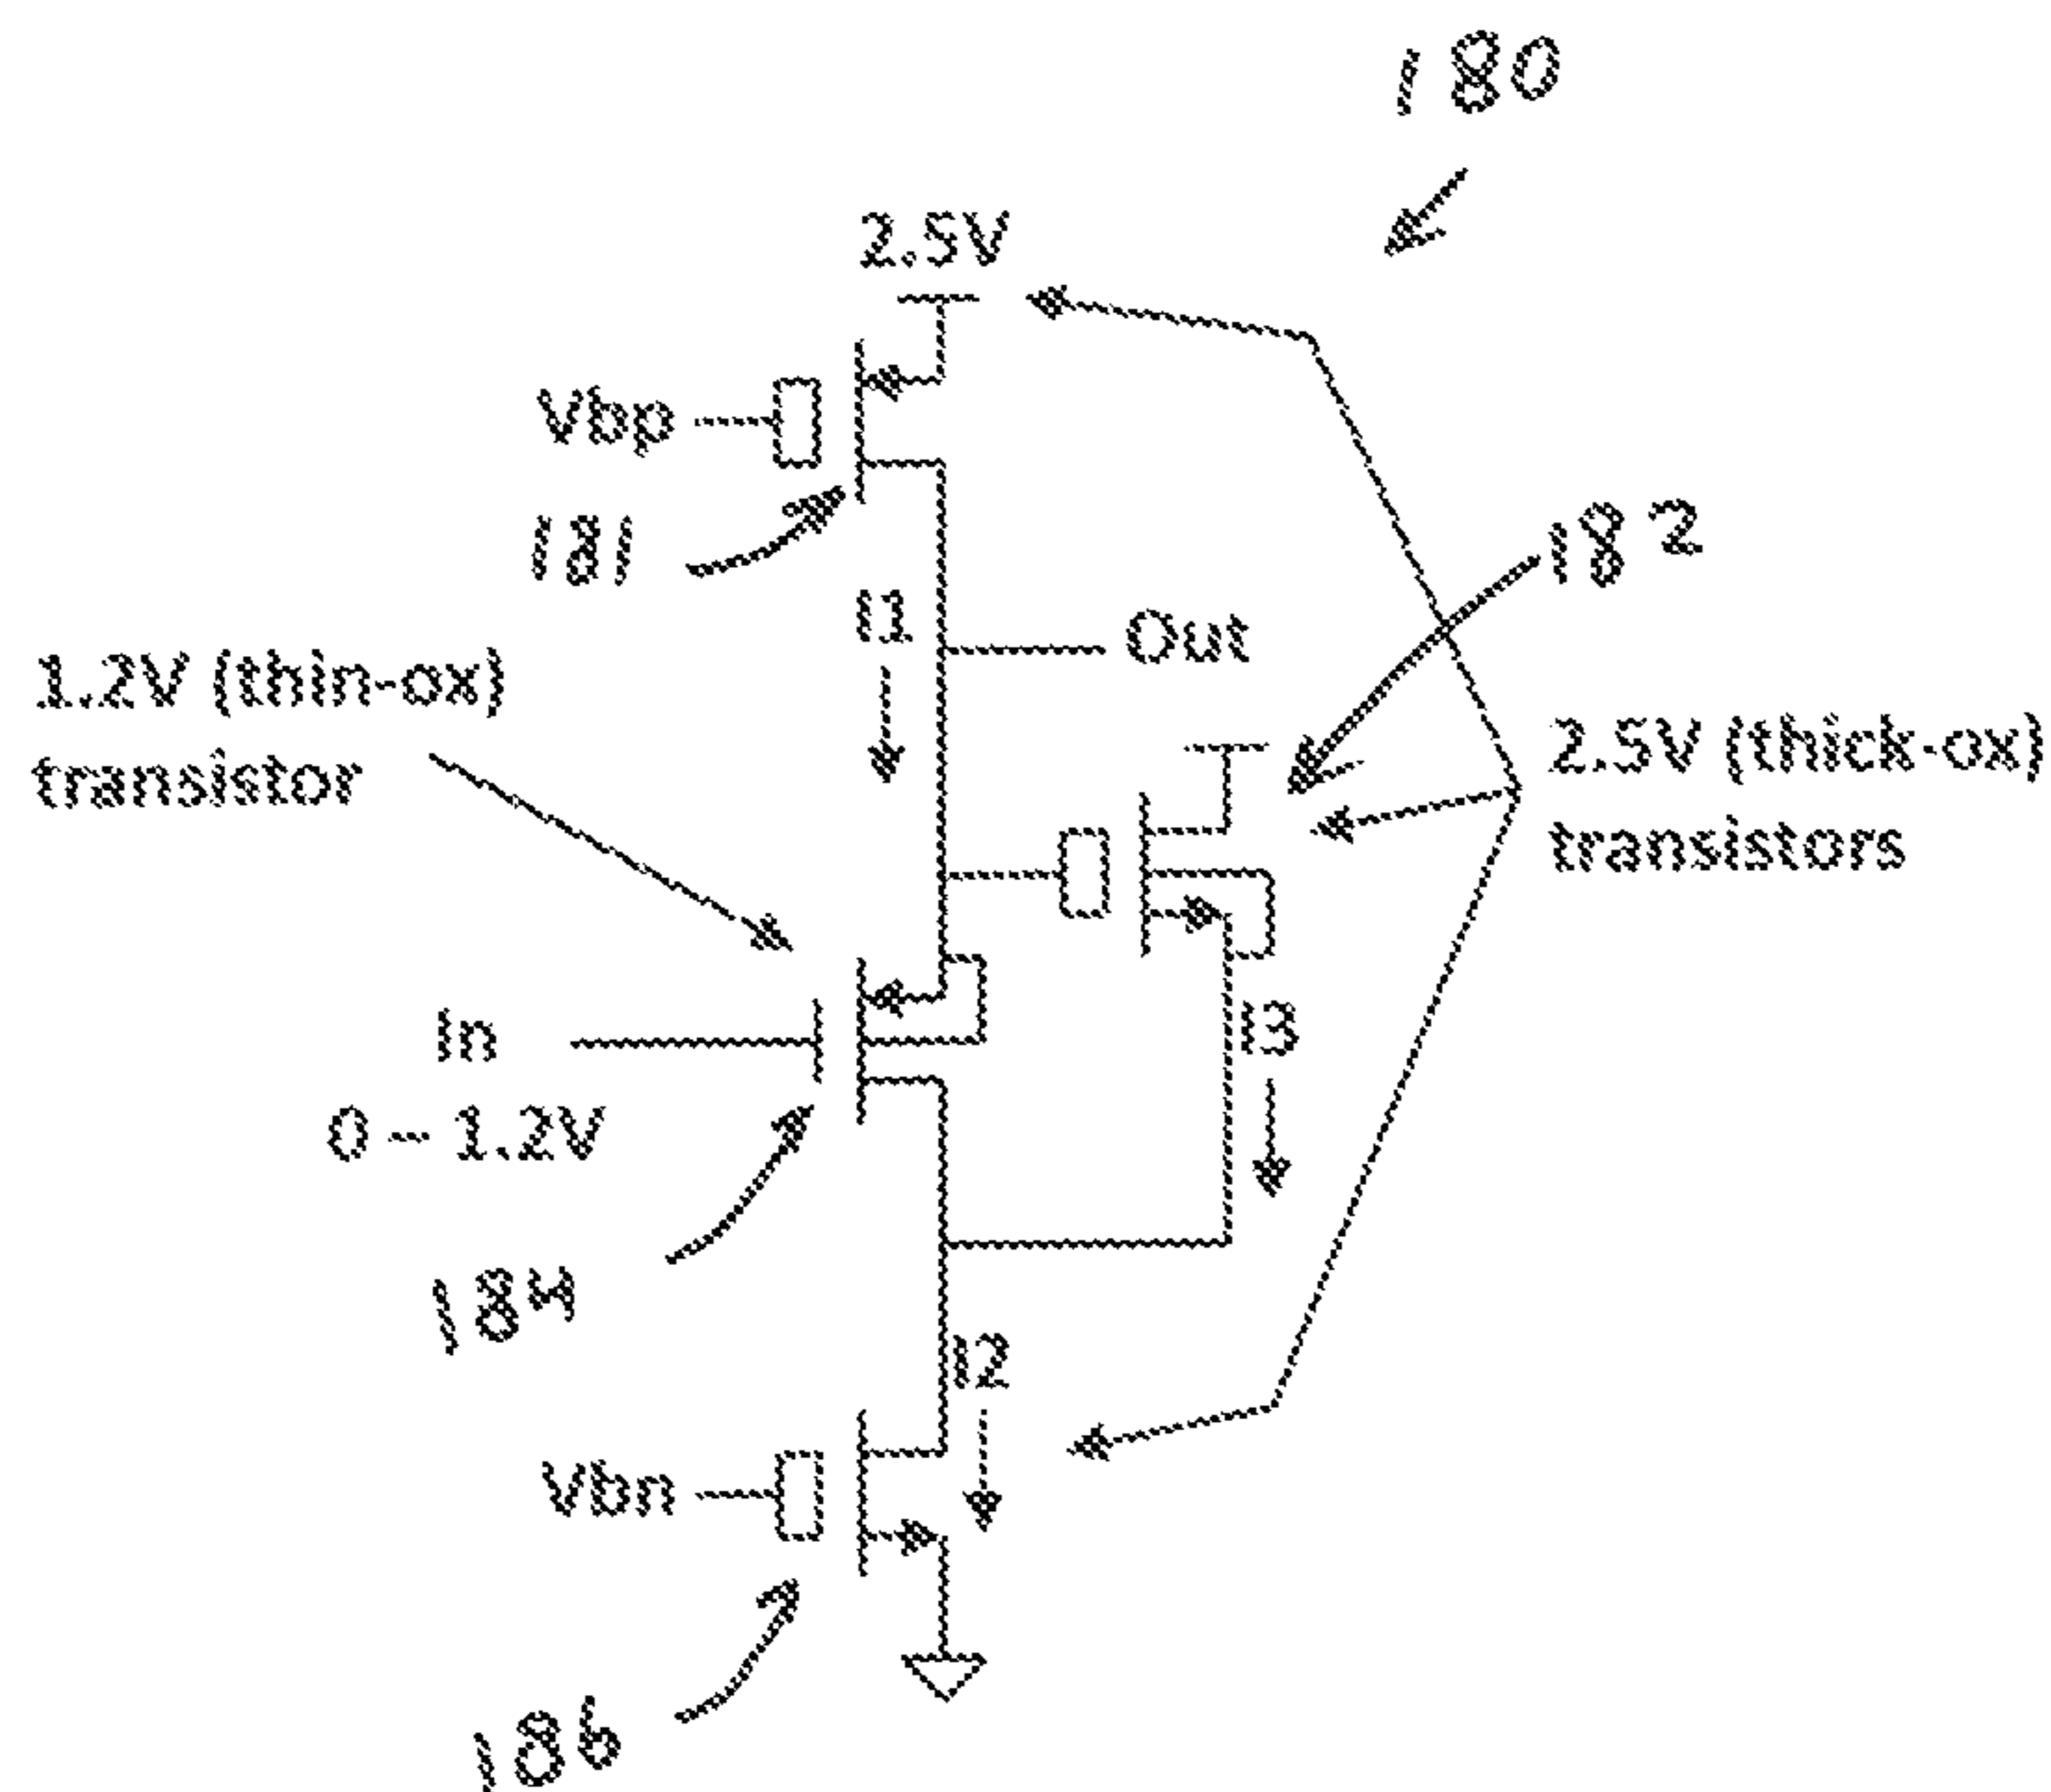 180
2.5V
Vbp
181
182
I1
Out
1.2V (thin-ox)
transistor
2.5V (thick-ox)
transistors
In
0 – 1.2V
I3
184
I2
Vbn
186